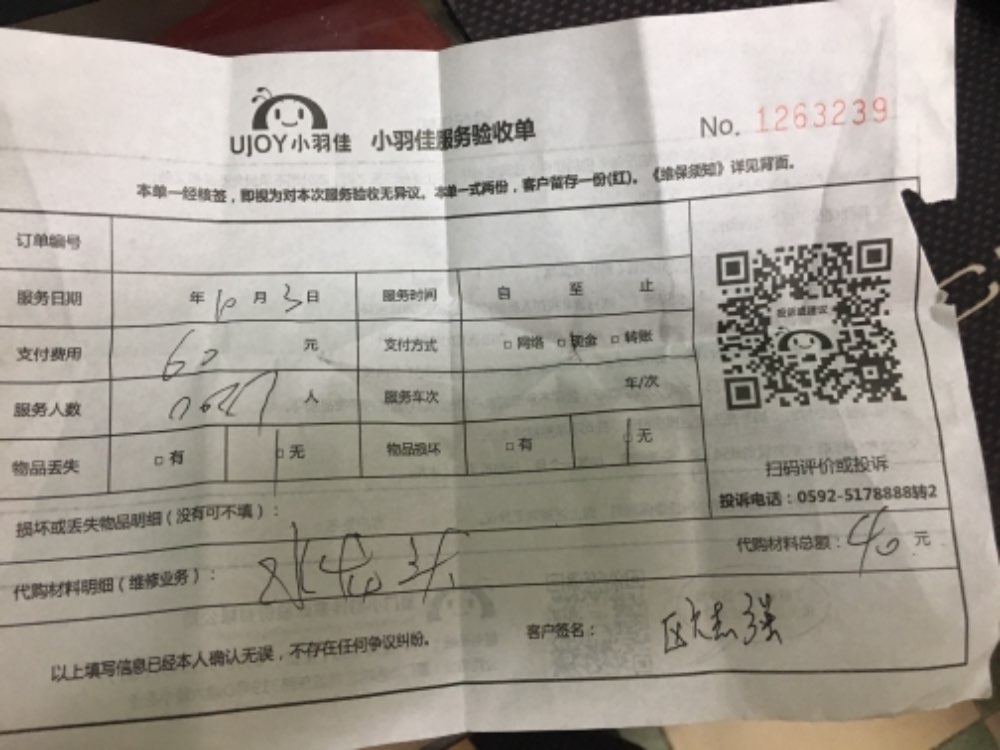 UJOY小羽佳 小羽佳服务验收单 No. 1263239
本单一经核签，即视为对本次服务验收无异议。本单一式两份，客户留存一份(红)。《维保须知》详见背面。
订单编号
服务日期 年 10 月 3 日 服务时间 自 至 止
支付费用 60 元 支付方式 □ 网络 □ 现金 □ 转账
服务人数 人 服务车次 年/次
物品丢失 □ 有 □ 无 物品损坏 □ 有 □ 无
投诉或建议
扫码评价或投诉
投诉电话：0592-5178888转2
损坏或丢失物品明细（没有可不填）：
代购材料明细（维修业务）： 代购材料总额：40 元
以上填写信息已经本人确认无误，不存在任何争议纠纷。 客户签名： 欧志强